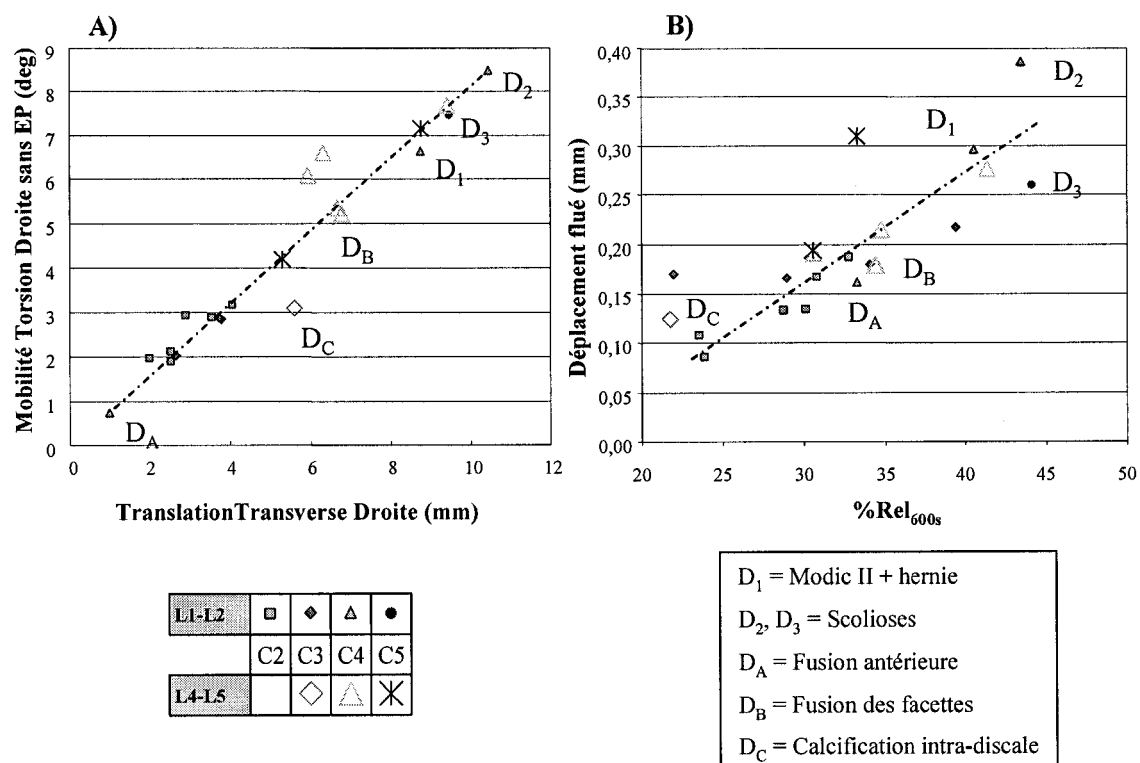 A)
Mobilité Torsion Droite sans EP (deg)
9
8
7
6
5
4
3
2
1
0
0 2 4 6 8 10 12
TranslationTransverse Droite (mm)
D2
D3
D1
DB
DC
DA
B)
Déplacement flué (mm)
0,40
0,35
0,30
0,25
0,20
0,15
0,10
0,05
0,00
20 25 30 35 40 45 50
%Rel600s
D2
D1
D3
DB
DA
DC
L1-L2
C2 C3 C4 C5
L4-L5
D1 = Modic II + hernie
D2, D3 = Scolioses
DA = Fusion antérieure
DB = Fusion des facettes
DC = Calcification intra-discale